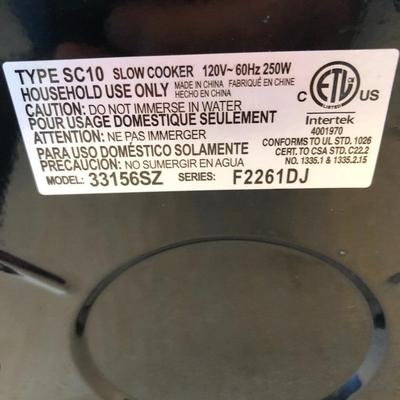 TYPE SC10 SLOW COOKER 120V~ 60Hz 250W
HOUSEHOLD USE ONLY MADE IN CHINA FABRIQUÉ EN CHINE HECHO EN CHINA
CAUTION: DO NOT IMMERSE IN WATER
POUR USAGE DOMESTIQUE SEULEMENT
ATTENTION: NE PAS IMMERGER
PARA USO DOMÉSTICO SOLAMENTE
PRECAUCIÓN: NO SUMERGIR EN AGUA
MODEL: 33156SZ SERIES: F2261DJ
C ETL US
LISTED
Intertek
4001970
CONFORMS TO UL STD. 1026
CERT. TO CSA STD. C22.2
NO. 1335.1 & 1335.2.15